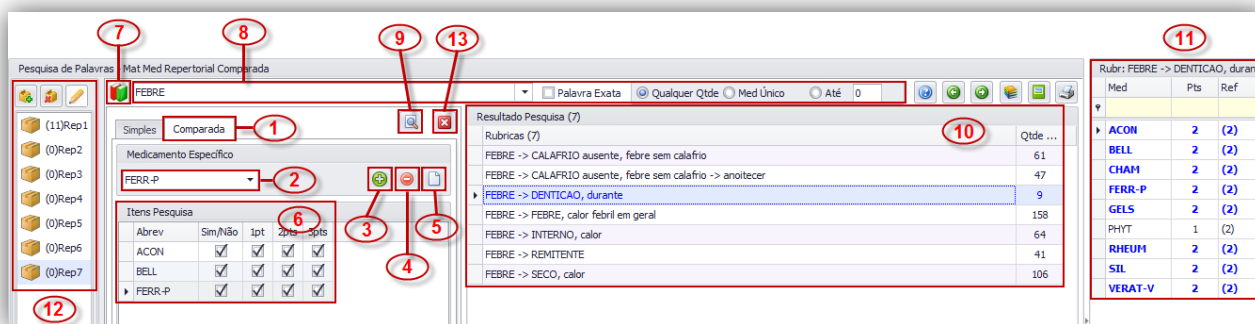 7
8
9
13
11
Pesquisa de Palavras - Mat Med Repertorial Comparada
Rubr: FEBRE -> DENTICAO, duran
FEBRE
Palavra Exata
Qualquer Qtde
Med Único
Até
0
Med
Pts
Ref
(11)Rep1
(0)Rep2
(0)Rep3
(0)Rep4
(0)Rep5
(0)Rep6
(0)Rep7
12
Simples
Comparada
1
Medicamento Específico
FERR-P
2
3
4
5
Itens Pesquisa
6
Abrev
Sim/Não
1pt
2pts
3pts
ACON
BELL
FERR-P
Resultado Pesquisa (7)
10
Rubricas (7)
Qtde ...
FEBRE -> CALAFRIO ausente, febre sem calafrio
61
FEBRE -> CALAFRIO ausente, febre sem calafrio -> anoitecer
47
FEBRE -> DENTICAO, durante
9
FEBRE -> FEBRE, calor febril em geral
158
FEBRE -> INTERNO, calor
64
FEBRE -> REMITENTE
41
FEBRE -> SECO, calor
106
ACON 2 (2)
BELL 2 (2)
CHAM 2 (2)
FERR-P 2 (2)
GELS 2 (2)
PHYT 1 (2)
RHEUM 2 (2)
SIL 2 (2)
VERAT-V 2 (2)